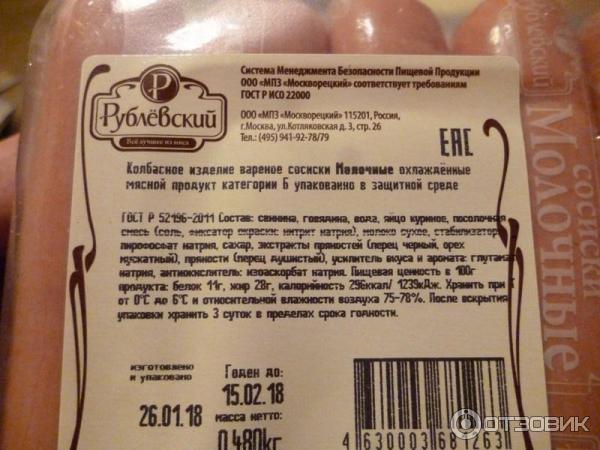 Система Менеджмента Безопасности Пищевой Продукции
ООО «МПЗ «Москворецкий» соответствует требованиям
ГОСТ Р ИСО 22000
Р
РУБЛЁВСКИЙ
Всё лучшее из мяса
ООО «МПЗ «Москворецкий» 115201, Россия,
г.Москва, ул.Котляковская д. 3, стр. 26
Тел.: (495) 941-92-78/79
ЕАС
Колбасное изделие вареное сосиски Молочные охлаждённые
мясной продукт категории Б упаковано в защитной среде
ГОСТ Р 52196-2011 Состав: свинина, говядина, вода, яйцо куриное, посолочная
смесь (соль, фиксатор окраски: нитрит натрия), молоко сухое, стабилизатор:
пирофосфат натрия, сахар, экстракты пряностей (перец черный, орех
мускатный), пряности (перец душистый), усилитель вкуса и аромата: глутамат
натрия, антиокислитель: изоаскорбат натрия. Пищевая ценность в 100г
продукта: белок 11г, жир 28г, калорийность 296ккал/ 1239кДж. Хранить при
от 0°С до 6°С и относительной влажности воздуха 75-78%. После вскрытия
упаковки хранить 3 суток в пределах срока годности.
изготовлено
и упаковано
26.01.18
Годен до:
15.02.18
масса нетто:
0,480кг
4 630003 681263
сосиски
Молочные
ОТЗОВИК